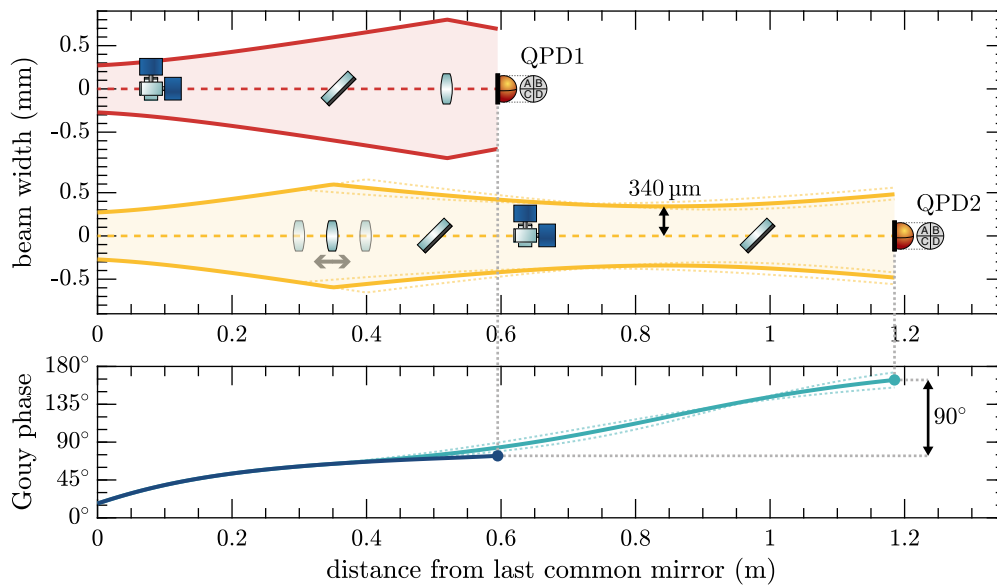 beam width (mm)
0.5
0
-0.5
QPD1
A B
C D
0.5
0
-0.5
340 µm
QPD2
A B
C D
0 0.2 0.4 0.6 0.8 1 1.2
Gouy phase
180°
135°
90°
45°
0°
90°
0 0.2 0.4 0.6 0.8 1 1.2
distance from last common mirror (m)